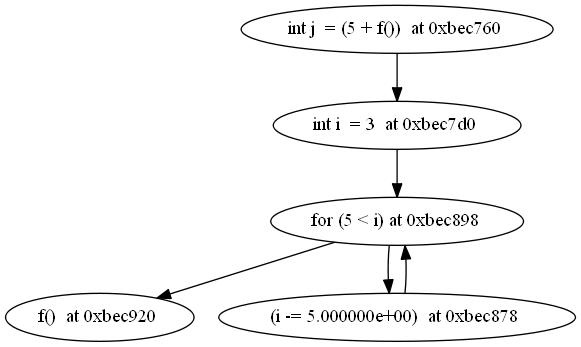 int j  = (5 + f())  at 0xbec760
int i  = 3  at 0xbec7d0
for (5 < i) at 0xbec898
f()  at 0xbec920
(i -= 5.000000e+00)  at 0xbec878